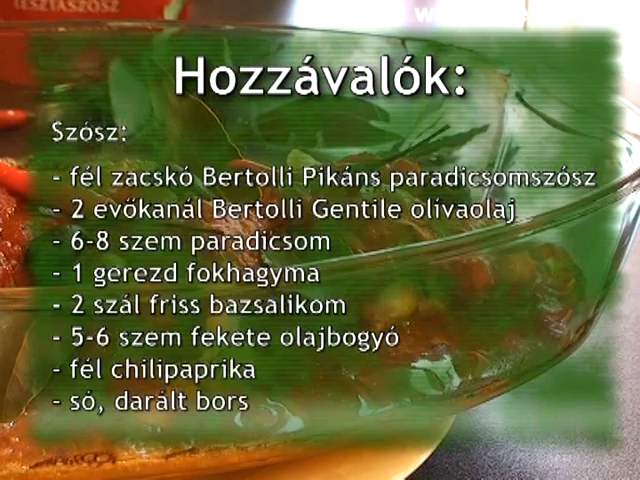 TÉSZTASZÓSZ
Hozzávalók:
Szósz:
- fél zacskó Bertolli Pikáns paradicsomszósz
- 2 evőkanál Bertolli Gentile olívaolaj
- 6-8 szem paradicsom
- 1 gerezd fokhagyma
- 2 szál friss bazsalikom
- 5-6 szem fekete olajbogyó
- fél chilipaprika
- só, darált bors